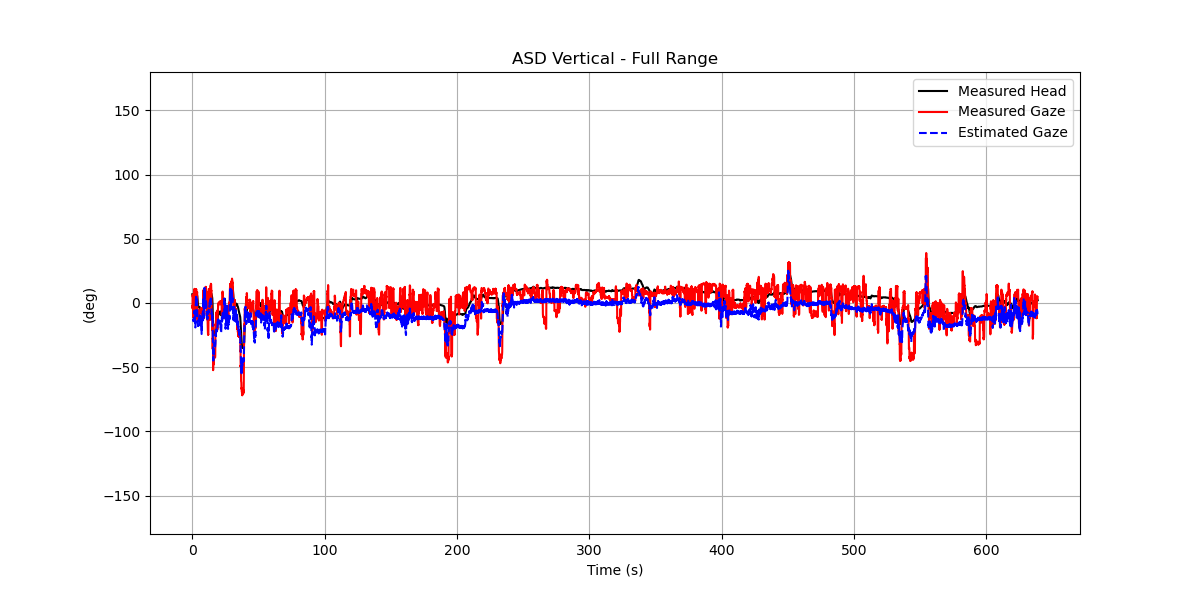 ASD Vertical - Full Range
Measured Head
Measured Gaze
Estimated Gaze
150
100
50
0
−50
−100
−150
(deg)
0 100 200 300 400 500 600
Time (s)